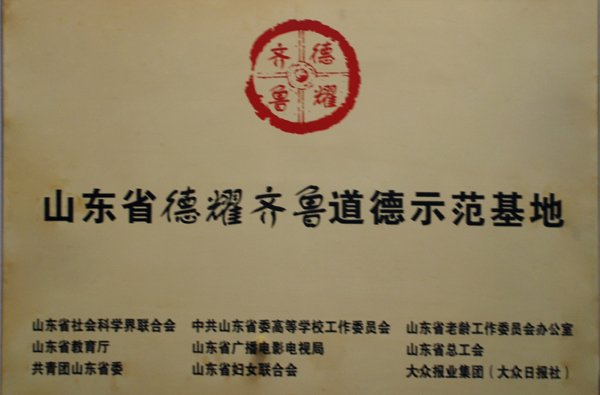 德耀齐鲁
山东省德耀齐鲁道德示范基地
山东省社会科学界联合会 中共山东省委高等学校工作委员会 山东省老龄工作委员会办公室
山东省教育厅 山东省广播电影电视局 山东省总工会
共青团山东省委 山东省妇女联合会 大众报业集团（大众日报社）